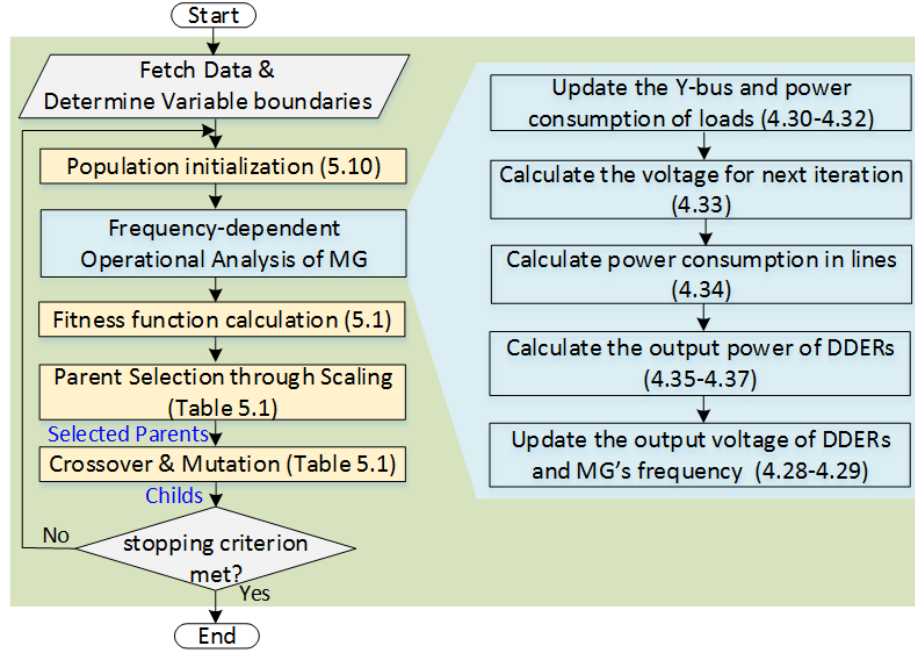 Start
Fetch Data &
Determine Variable boundaries
Population initialization (5.10)
Frequency-dependent
Operational Analysis of MG
Fitness function calculation (5.1)
Parent Selection through Scaling
(Table 5.1)
Selected Parents
Crossover & Mutation (Table 5.1)
Childs
No
stopping criterion
met?
Yes
End
Update the Y-bus and power
consumption of loads (4.30-4.32)
Calculate the voltage for next iteration
(4.33)
Calculate power consumption in lines
(4.34)
Calculate the output power of DDERs
(4.35-4.37)
Update the output voltage of DDERs
and MG's frequency (4.28-4.29)